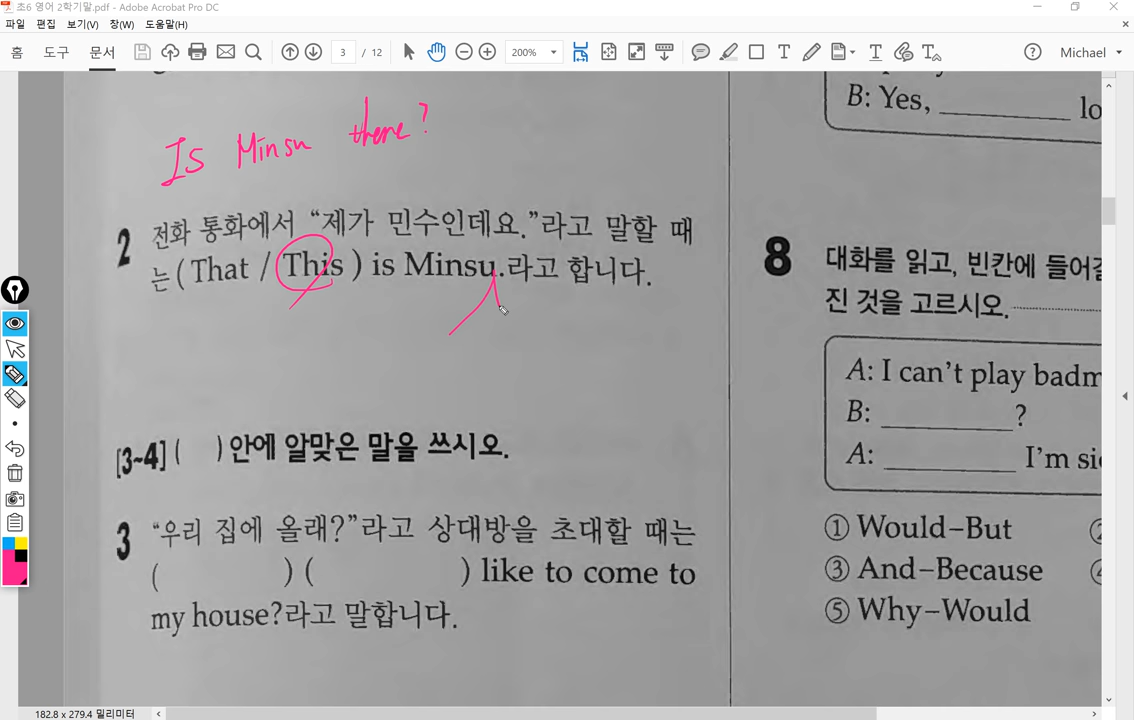 초6 영어 2학기말.pdf - Adobe Acrobat Pro DC
파일 편집 보기(V) 창(W) 도움말(H)
홈 도구 문서 3 / 12 200% Michael
Is Minsu there?
2 전화 통화에서 “제가 민수인데요.”라고 말할 때
는 ( That / This ) is Minsu.라고 합니다.
[3~4] ( ) 안에 알맞은 말을 쓰시오.
3 “우리 집에 올래?”라고 상대방을 초대할 때는
( ) ( ) like to come to
my house?라고 말합니다.
B: Yes, ____________ lo
8 대화를 읽고, 빈칸에 들어갈
진 것을 고르시오.
A: I can't play badm
B: ____________?
A: ____________ I'm si
① Would–But
③ And–Because
⑤ Why–Would
182.8 x 279.4 밀리미터